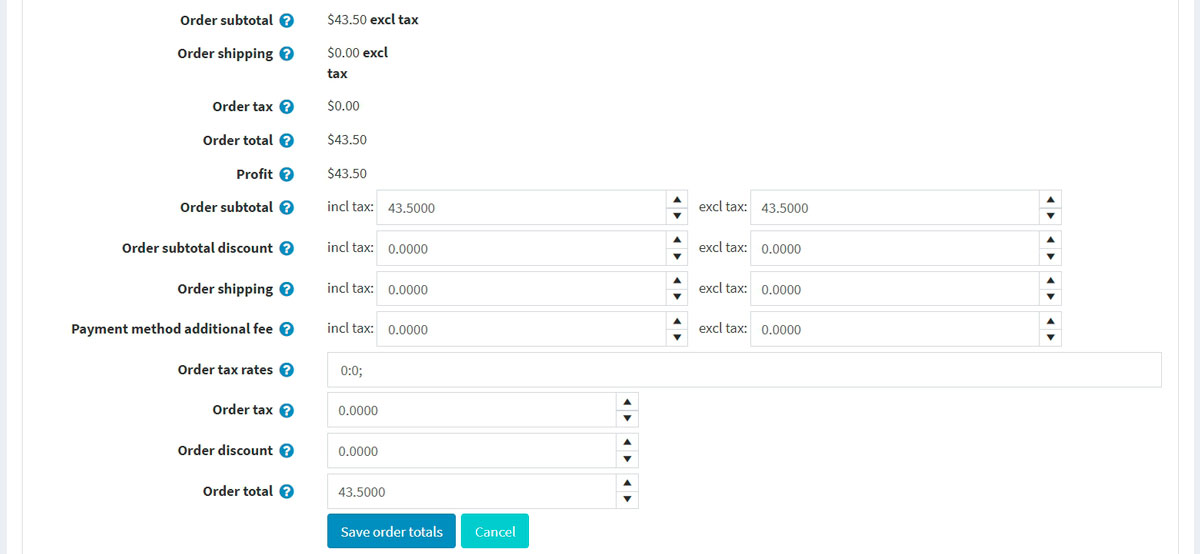 Order subtotal ? $43.50 excl tax
Order shipping ? $0.00 excl
tax
Order tax ? $0.00
Order total ? $43.50
Profit ? $43.50
Order subtotal ? incl tax: 43.5000 excl tax: 43.5000
Order subtotal discount ? incl tax: 0.0000 excl tax: 0.0000
Order shipping ? incl tax: 0.0000 excl tax: 0.0000
Payment method additional fee ? incl tax: 0.0000 excl tax: 0.0000
Order tax rates ? 0:0;
Order tax ? 0.0000
Order discount ? 0.0000
Order total ? 43.5000
Save order totals Cancel